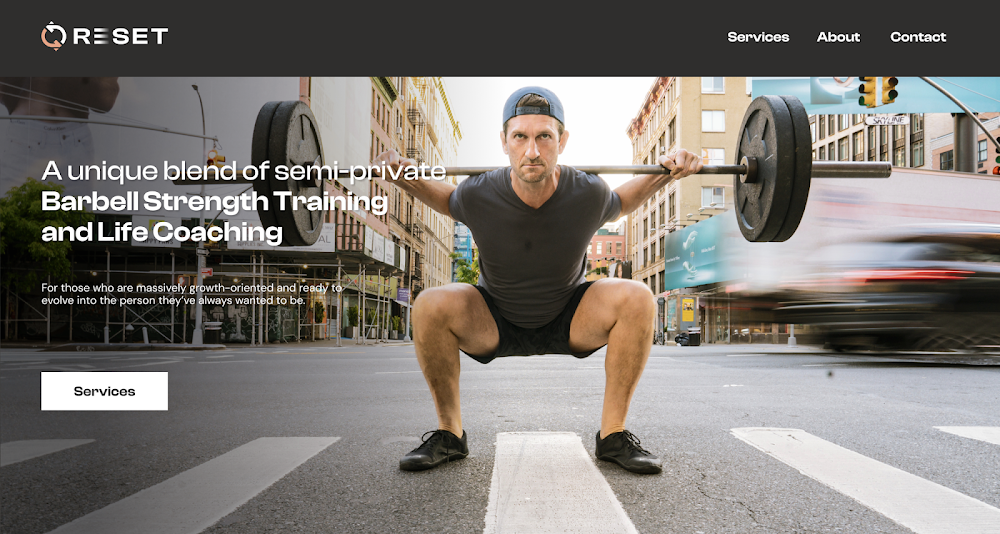 RESET
Services About Contact
SKYLINE
A unique blend of semi-private
Barbell Strength Training
and Life Coaching
For those who are massively growth-oriented and ready to
evolve into the person they've always wanted to be.
Services